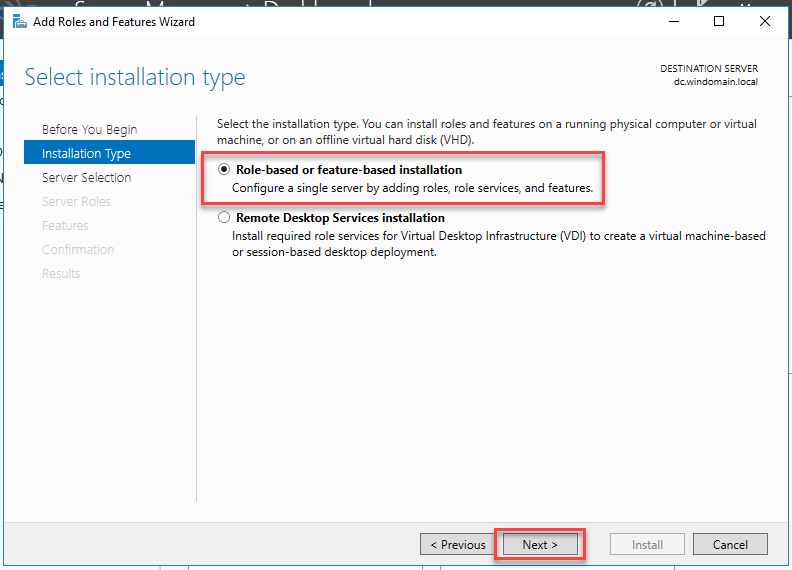 Add Roles and Features Wizard
Select installation type
DESTINATION SERVER
dc.windomain.local
Before You Begin
Installation Type
Server Selection
Server Roles
Features
Confirmation
Results
Select the installation type. You can install roles and features on a running physical computer or virtual
machine, or on an offline virtual hard disk (VHD).
Role-based or feature-based installation
Configure a single server by adding roles, role services, and features.
Remote Desktop Services installation
Install required role services for Virtual Desktop Infrastructure (VDI) to create a virtual machine-based
or session-based desktop deployment.
< Previous
Next >
Install
Cancel